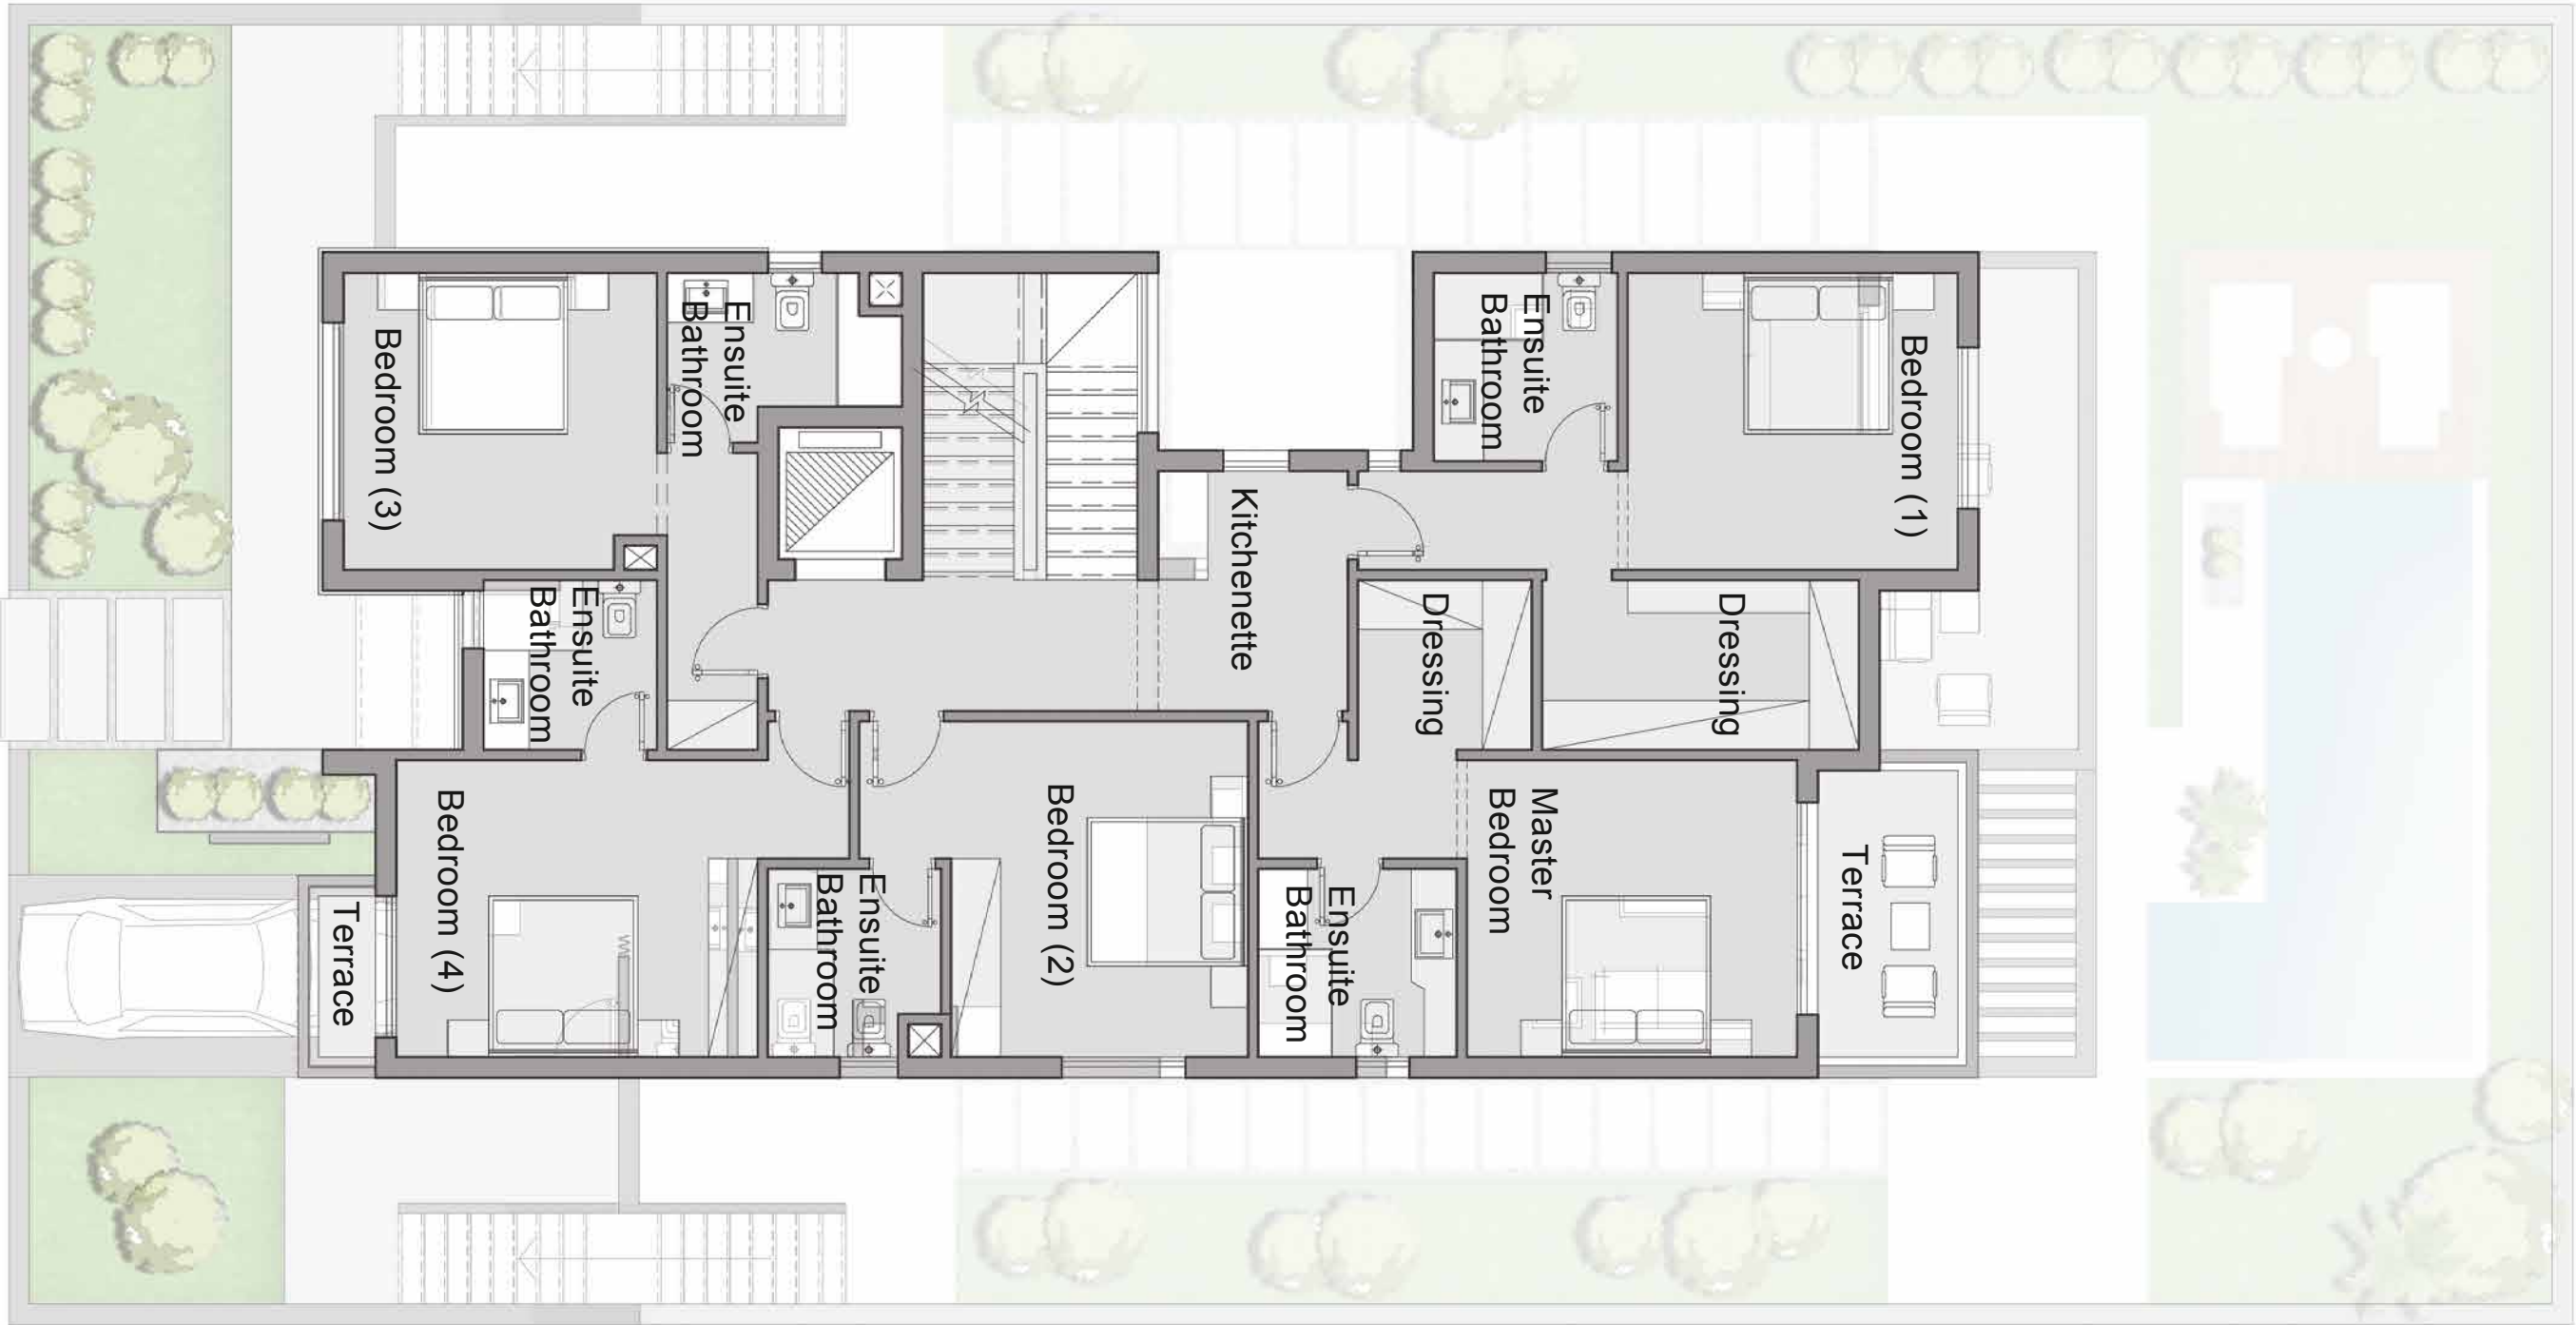 Bedroom (1)
Terrace
Dressing
Master
Bedroom
Ensuite
Bathroom
Dressing
Ensuite
Bathroom
Kitchenette
Bedroom (2)
Ensuite
Bathroom
Ensuite
Bathroom
Ensuite
Bathroom
Bedroom (4)
Bedroom (3)
Terrace